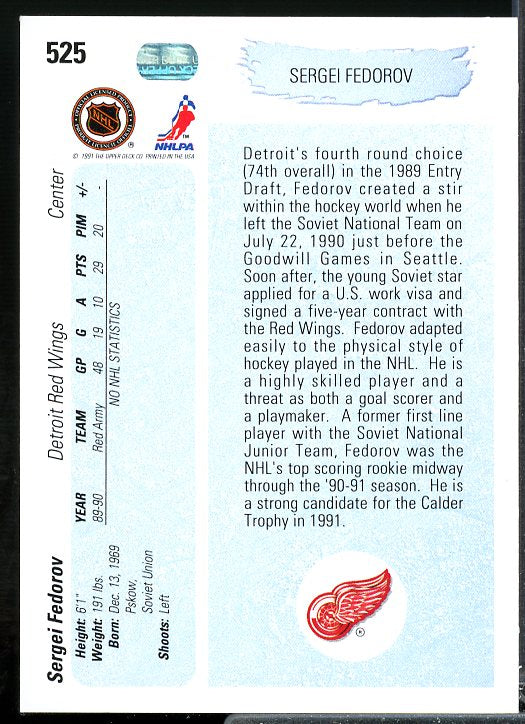 525
SERGEI FEDOROV
NHL
®
™
NHLPA
© 1991 THE UPPER DECK CO. PRINTED IN THE USA
Detroit's fourth round choice
(74th overall) in the 1989 Entry
Draft, Fedorov created a stir
within the hockey world when he
left the Soviet National Team on
July 22, 1990 just before the
Goodwill Games in Seattle.
Soon after, the young Soviet star
applied for a U.S. work visa and
signed a five-year contract with
the Red Wings. Fedorov adapted
easily to the physical style of
hockey played in the NHL. He is
a highly skilled player and a
threat as both a goal scorer and
a playmaker. A former first line
player with the Soviet National
Junior Team, Fedorov was the
NHL's top scoring rookie midway
through the '90-91 season. He is
a strong candidate for the Calder
Trophy in 1991.
®
Sergei Fedorov Detroit Red Wings Center
Height: 6'1"
Weight: 191 lbs.
Born: Dec. 13, 1969
Pskow,
Soviet Union
Shoots: Left
YEAR TEAM GP G A PTS PIM +/-
89-90 Red Army 48 19 10 29 20 -
NO NHL STATISTICS